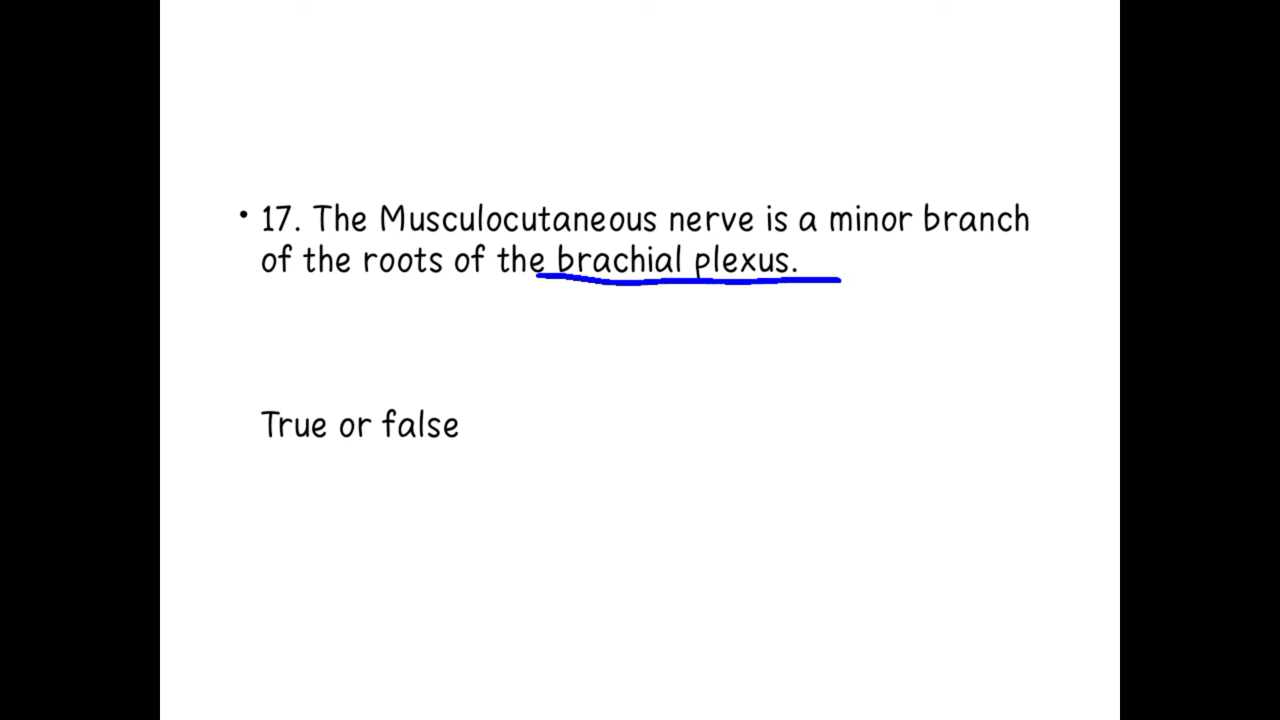 • 17. The Musculocutaneous nerve is a minor branch
of the roots of the brachial plexus.
True or false